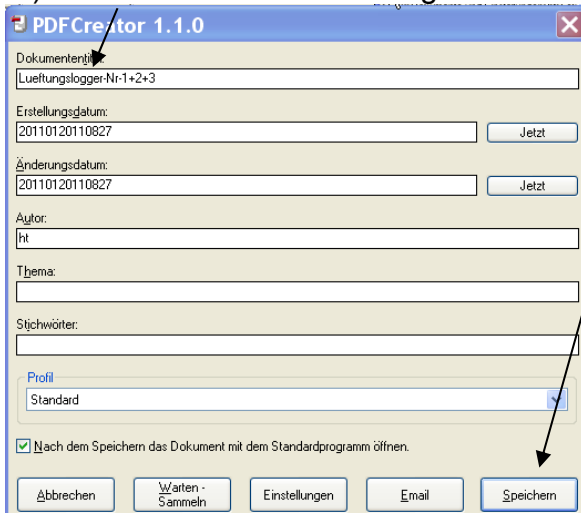 PDFCreator 1.1.0
Dokumententitel:
Lueftungslogger-Nr-1+2+3
Erstellungsdatum:
20110120110827
Jetzt
Änderungsdatum:
20110120110827
Jetzt
Autor:
ht
Thema:
Stichwörter:
Profil
Standard
Nach dem Speichern das Dokument mit dem Standardprogramm öffnen.
Abbrechen
Warten -
Sammeln
Einstellungen
Email
Speichern